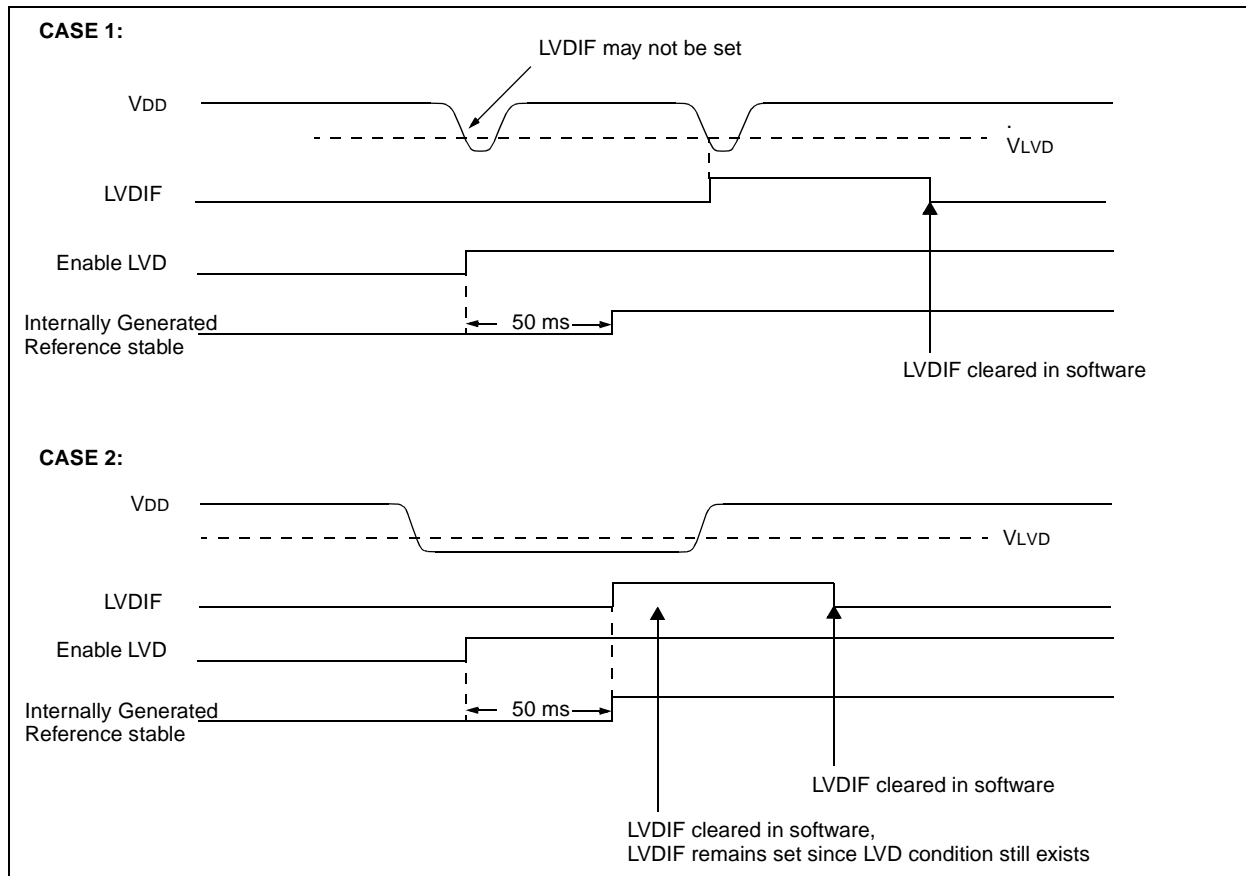 CASE 1:
LVDIF may not be set
VDD
.
VLVD
LVDIF
Enable LVD
50 ms
Internally Generated
Reference stable
LVDIF cleared in software
CASE 2:
VDD
VLVD
LVDIF
Enable LVD
Internally Generated
Reference stable
50 ms
LVDIF cleared in software
LVDIF cleared in software,
LVDIF remains set since LVD condition still exists